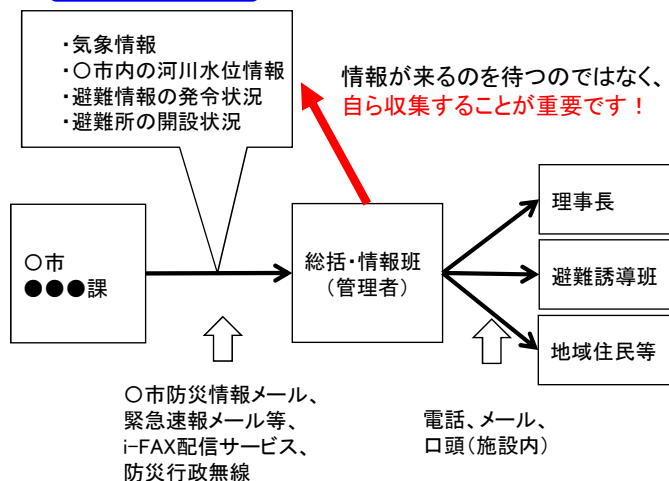 ・気象情報
・〇市内の河川水位情報
・避難情報の発令状況
・避難所の開設状況
情報が来るのを待つのではなく、
自ら収集することが重要です！
〇市
●●●課
総括・情報班
（管理者）
理事長
避難誘導班
地域住民等
〇市防災情報メール、
緊急速報メール等、
i-FAX配信サービス、
防災行政無線
電話、メール、
口頭（施設内）